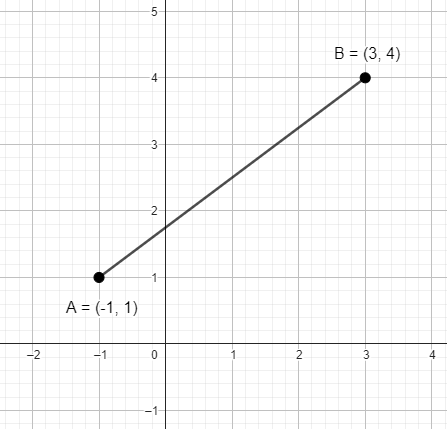 5
B = (3, 4)
4
3
2
1
A = (-1, 1)
–2 –1 0 1 2 3 4
–1